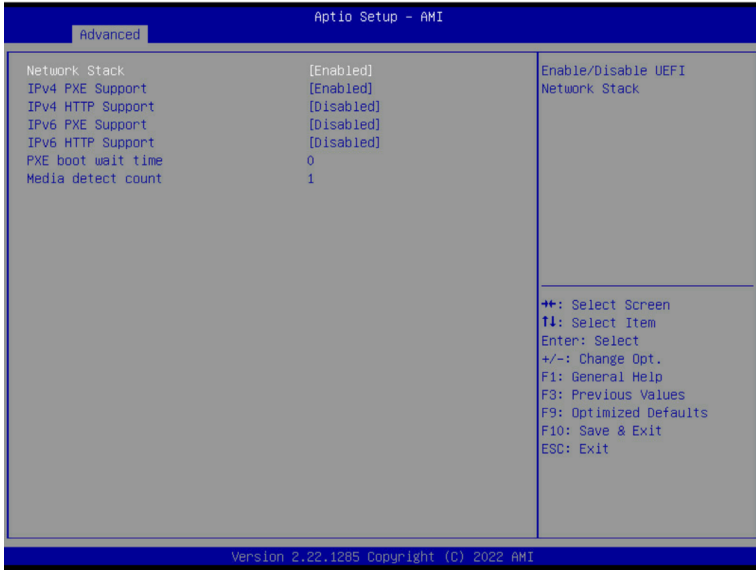 Aptio Setup – AMI
Advanced
Network Stack [Enabled]
IPv4 PXE Support [Enabled]
IPv4 HTTP Support [Disabled]
IPv6 PXE Support [Disabled]
IPv6 HTTP Support [Disabled]
PXE boot wait time 0
Media detect count 1
Enable/Disable UEFI
Network Stack
→←: Select Screen
↑↓: Select Item
Enter: Select
+/-: Change Opt.
F1: General Help
F3: Previous Values
F9: Optimized Defaults
F10: Save & Exit
ESC: Exit
Version 2.22.1285 Copyright (C) 2022 AMI